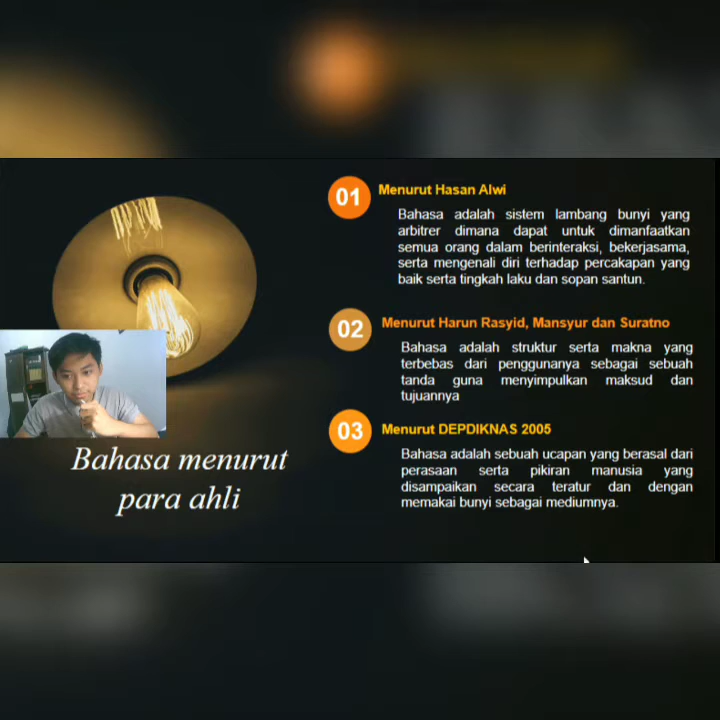 01
Menurut Hasan Alwi
Bahasa adalah sistem lambang bunyi yang
arbitrer dimana dapat untuk dimanfaatkan
semua orang dalam berinteraksi, bekerjasama,
serta mengenali diri terhadap percakapan yang
baik serta tingkah laku dan sopan santun.
02
Menurut Harun Rasyid, Mansyur dan Suratno
Bahasa adalah struktur serta makna yang
terbebas dari penggunanya sebagai sebuah
tanda guna menyimpulkan maksud dan
tujuannya
03
Menurut DEPDIKNAS 2005
Bahasa adalah sebuah ucapan yang berasal dari
perasaan serta pikiran manusia yang
disampaikan secara teratur dan dengan
memakai bunyi sebagai mediumnya.
Bahasa menurut
para ahli